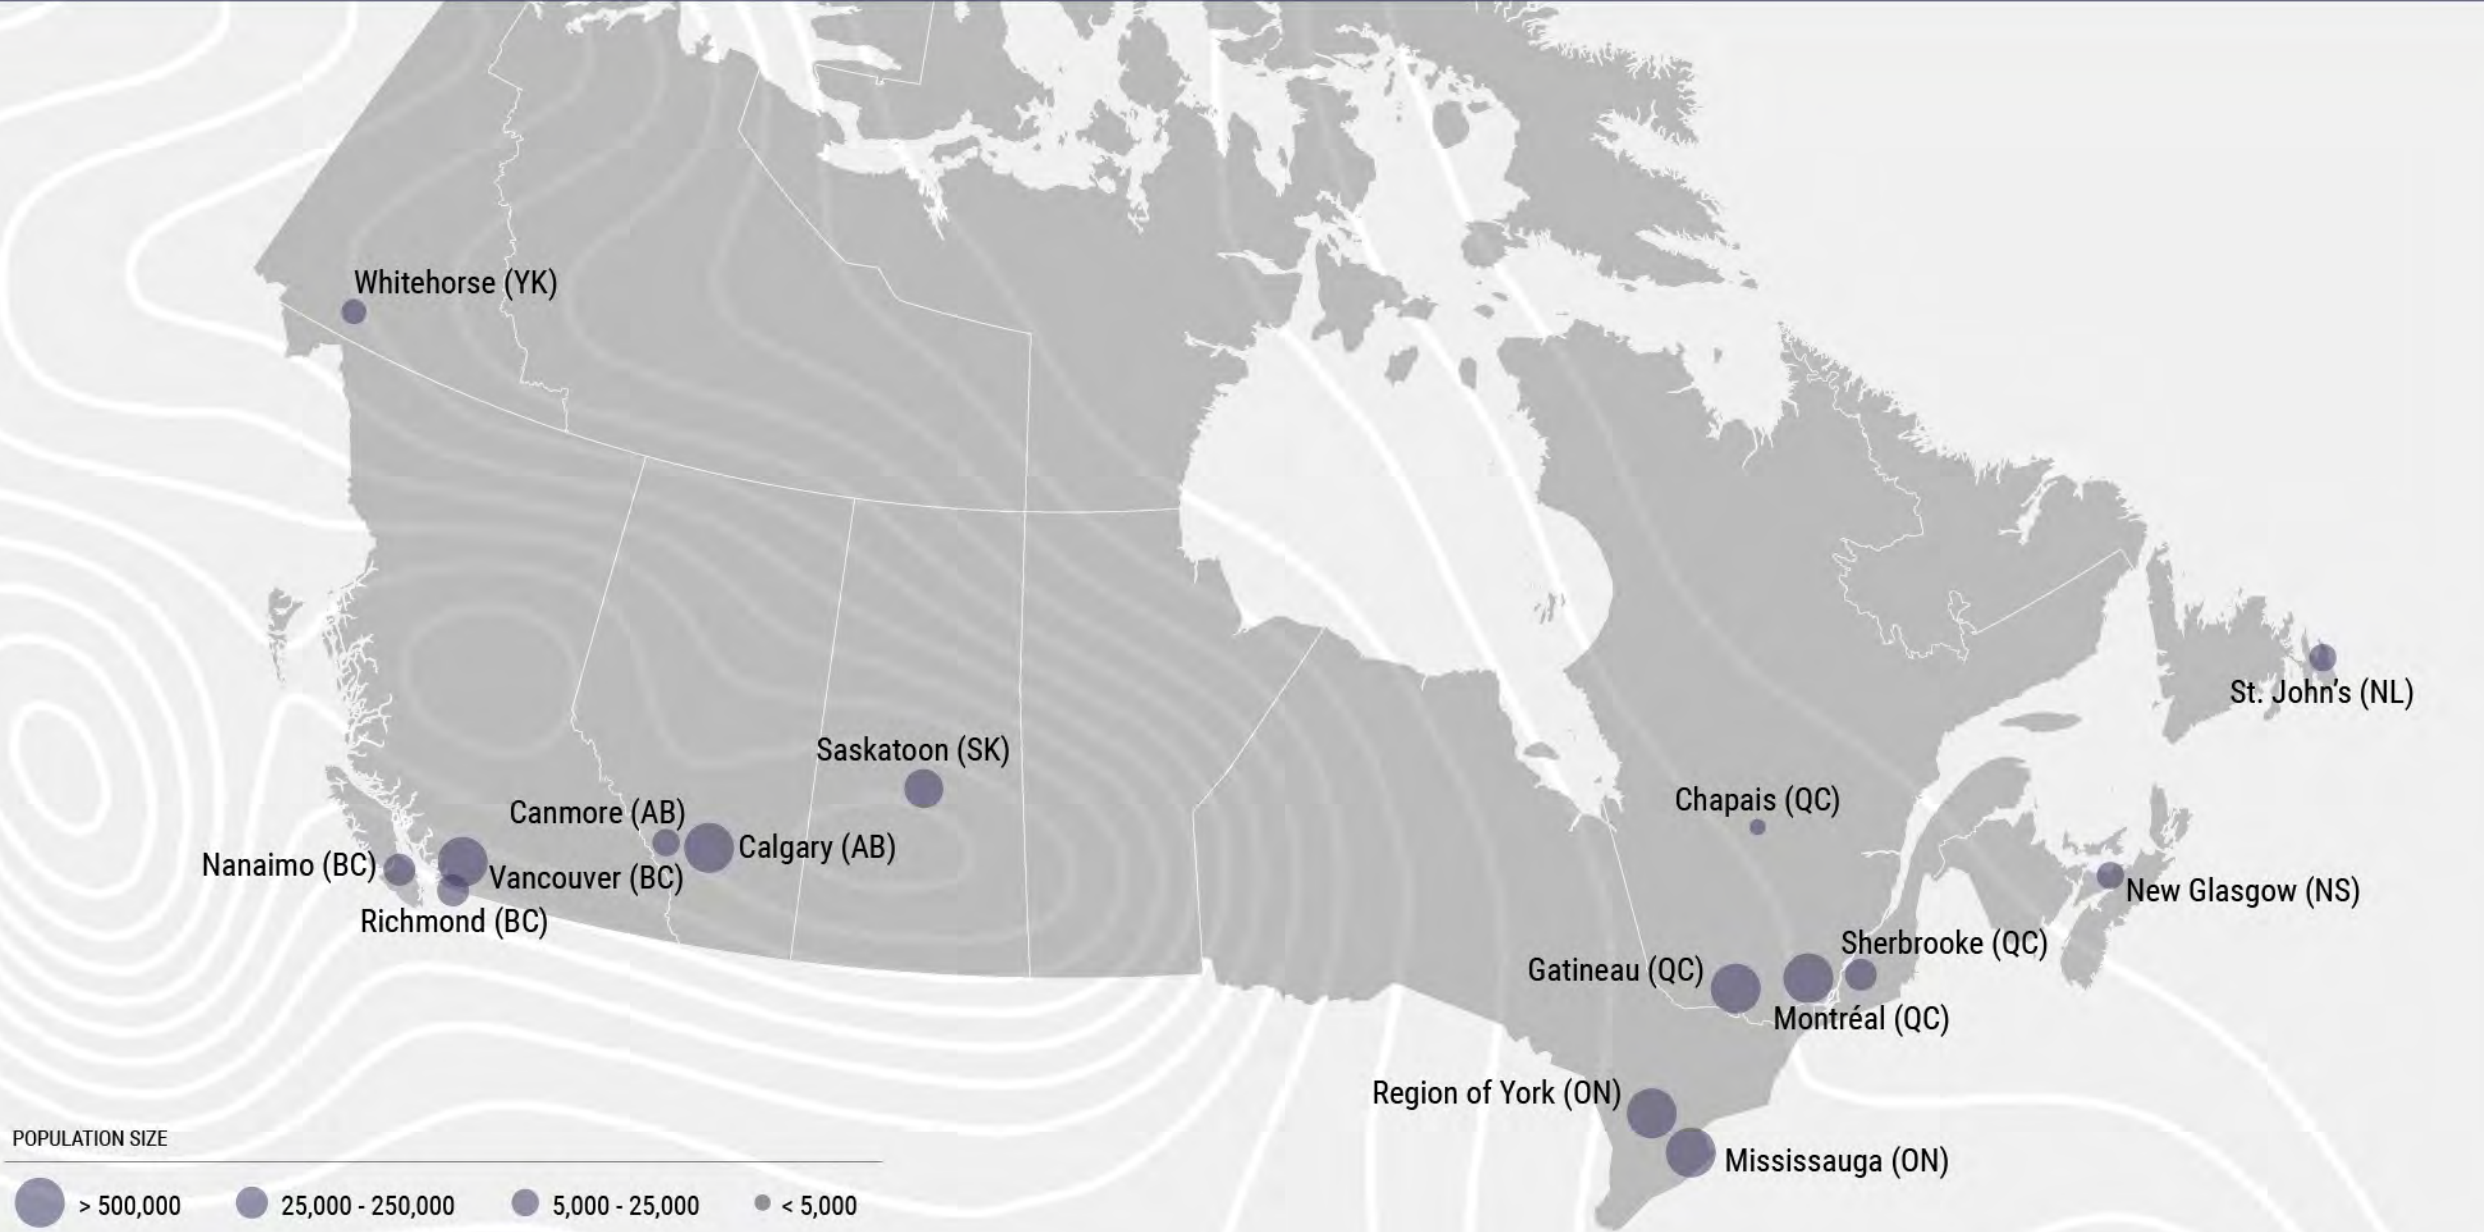 Whitehorse (YK)
St. John's (NL)
Saskatoon (SK)
Chapais (QC)
Canmore (AB)
Calgary (AB)
Nanaimo (BC)
Vancouver (BC)
Richmond (BC)
New Glasgow (NS)
Sherbrooke (QC)
Gatineau (QC)
Montréal (QC)
Region of York (ON)
Mississauga (ON)
POPULATION SIZE
> 500,000 25,000 - 250,000 5,000 - 25,000 < 5,000